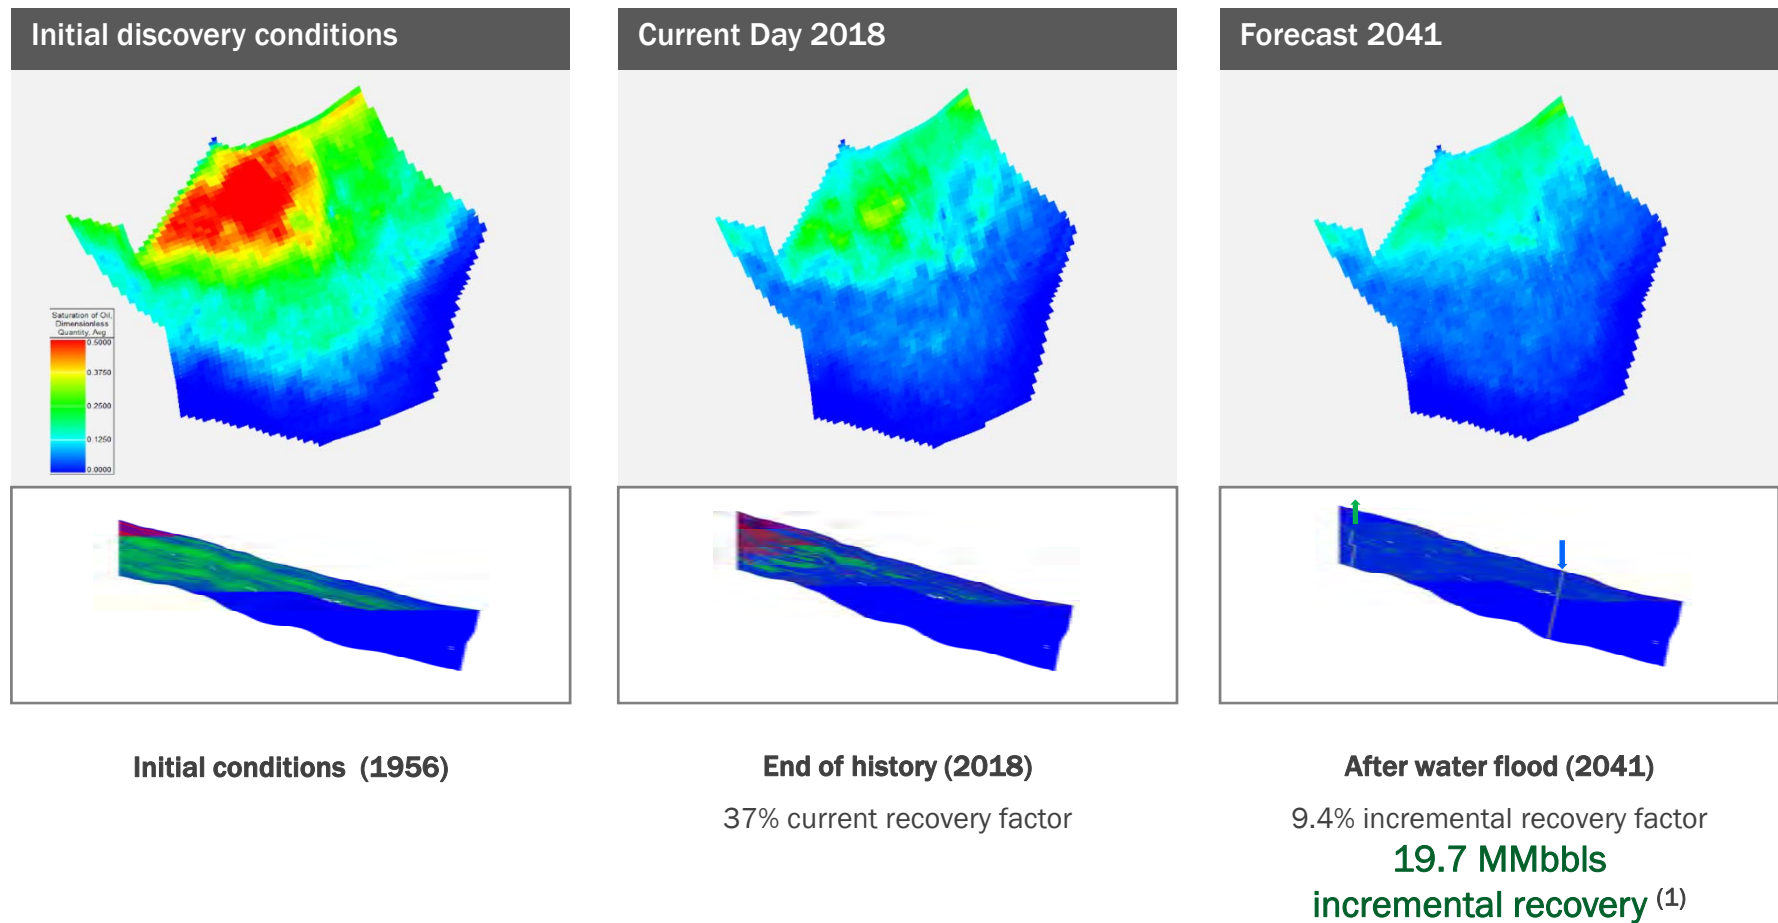 Initial discovery conditions
Current Day 2018
Forecast 2041
Saturation of Oil,
Dimensionless
Quantity, Avg
0.5000
0.3750
0.2500
0.1250
0.0000
Initial conditions (1956)
End of history (2018)
37% current recovery factor
After water flood (2041)
9.4% incremental recovery factor
19.7 MMbbls
incremental recovery (1)